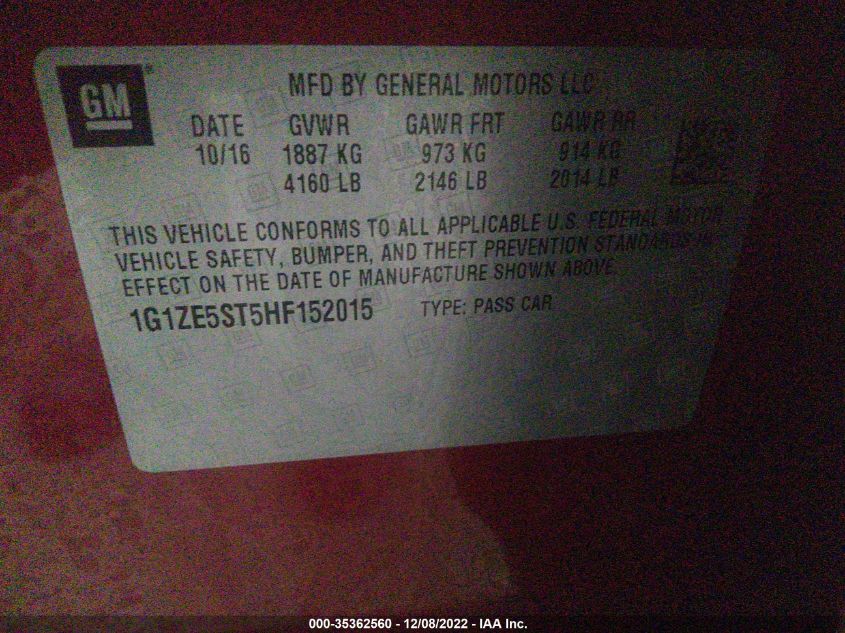 GM
MFD BY GENERAL MOTORS LLC
DATE GVWR GAWR FRT GAWR RR
10/16 1887 KG 973 KG 914 KG
4160 LB 2146 LB 2014 LB
THIS VEHICLE CONFORMS TO ALL APPLICABLE U.S. FEDERAL MOTOR
VEHICLE SAFETY, BUMPER, AND THEFT PREVENTION STANDARDS IN
EFFECT ON THE DATE OF MANUFACTURE SHOWN ABOVE.
1G1ZE5ST5HF152015 TYPE: PASS CAR
000-35362560 - 12/08/2022 - IAA Inc.